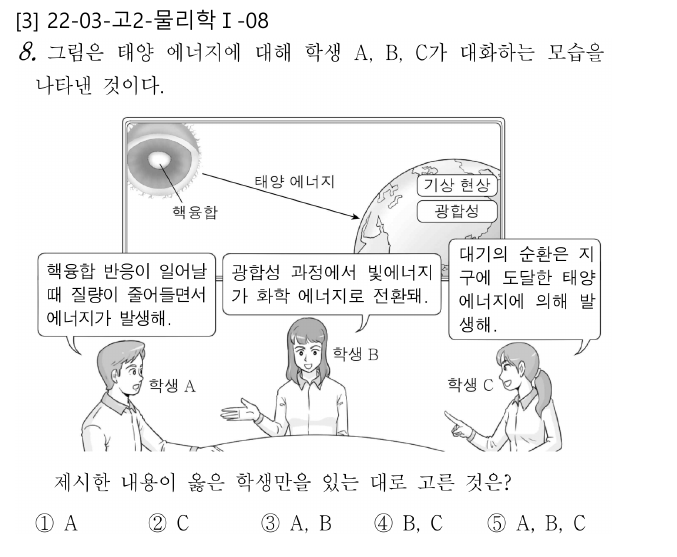 [3] 22-03-고2-물리학Ⅰ-08
8. 그림은 태양 에너지에 대해 학생 A, B, C가 대화하는 모습을
나타낸 것이다.
태양 에너지
핵융합
기상 현상
광합성
핵융합 반응이 일어날
때 질량이 줄어들면서
에너지가 발생해.
광합성 과정에서 빛에너지
가 화학 에너지로 전환돼.
대기의 순환은 지
구에 도달한 태양
에너지에 의해 발
생해.
학생 A
학생 B
학생 C
제시한 내용이 옳은 학생만을 있는 대로 고른 것은?
① A ② C ③ A, B ④ B, C ⑤ A, B, C